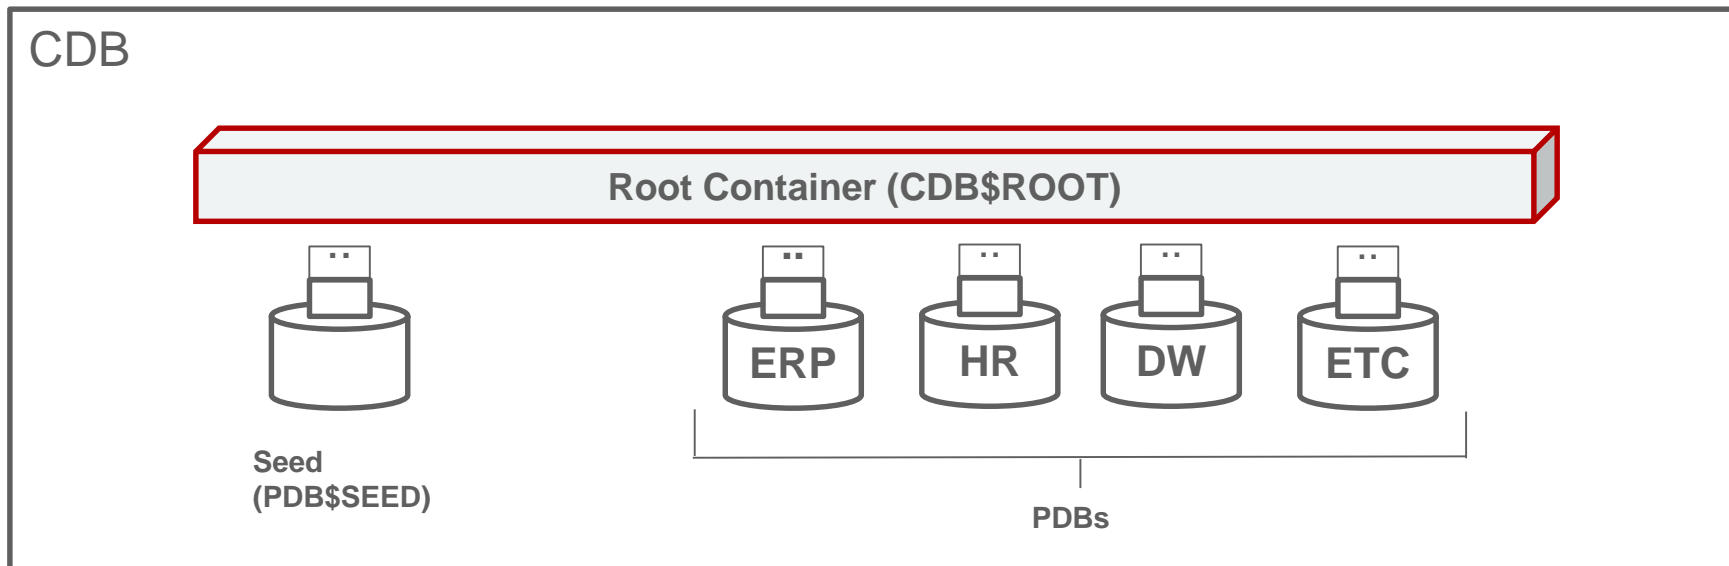 CDB
Root Container (CDB$ROOT)
ERP
HR
DW
ETC
Seed
(PDB$SEED)
PDBs